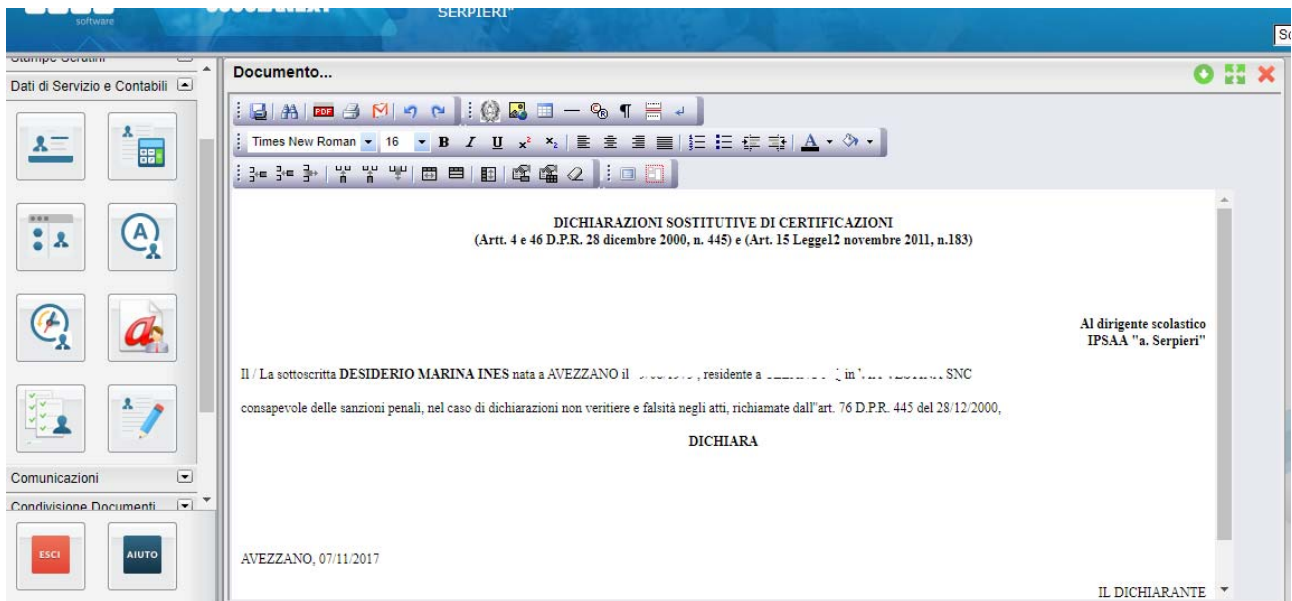 software
SERPIERI"
Dati di Servizio e Contabili
Comunicazioni
Condivisione Documenti
ESCI
AIUTO
Documento...
PDF
Times New Roman
16
B I U x² x₂
A
DICHIARAZIONI SOSTITUTIVE DI CERTIFICAZIONI
(Artt. 4 e 46 D.P.R. 28 dicembre 2000, n. 445) e (Art. 15 Legge12 novembre 2011, n.183)
Al dirigente scolastico
IPSAA "a. Serpieri"
Il / La sottoscritta DESIDERIO MARINA INES nata a AVEZZANO il , residente a in SNC
consapevole delle sanzioni penali, nel caso di dichiarazioni non veritiere e falsità negli atti, richiamate dall"art. 76 D.P.R. 445 del 28/12/2000,
DICHIARA
AVEZZANO, 07/11/2017
IL DICHIARANTE